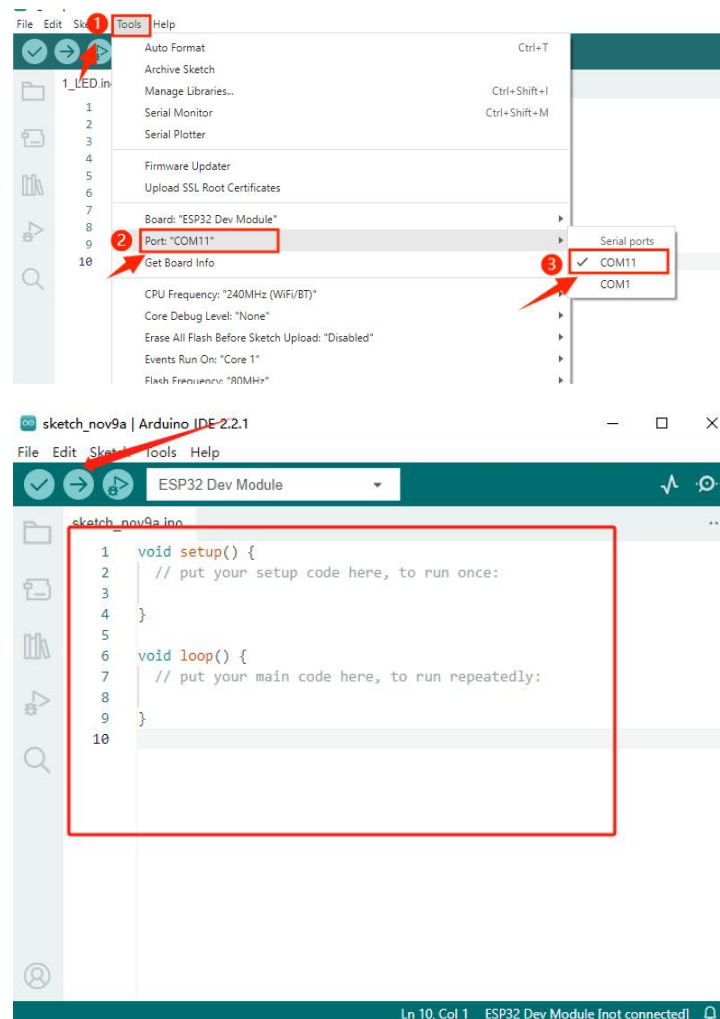 File Edit Sk 1 Tools Help
Auto Format Ctrl+T
Archive Sketch
1_LED.in Manage Libraries... Ctrl+Shift+I
1 Serial Monitor Ctrl+Shift+M
2
3 Serial Plotter
4
5 Firmware Updater
6 Upload SSL Root Certificates
7
8 Board: "ESP32 Dev Module"
9 2 Port: "COM11" Serial ports
10 Get Board Info 3 ✓ COM11
COM1
CPU Frequency: "240MHz (WiFi/BT)"
Core Debug Level: "None"
Erase All Flash Before Sketch Upload: "Disabled"
Events Run On: "Core 1"
Flash Frequency: "80MHz"
sketch_nov9a | Arduino IDE 2.2.1
File Edit Sketch Tools Help
ESP32 Dev Module
sketch_nov9a.ino
1 void setup() {
2 // put your setup code here, to run once:
3
4 }
5
6 void loop() {
7 // put your main code here, to run repeatedly:
8
9 }
10
Ln 10, Col 1 ESP32 Dev Module [not connected]